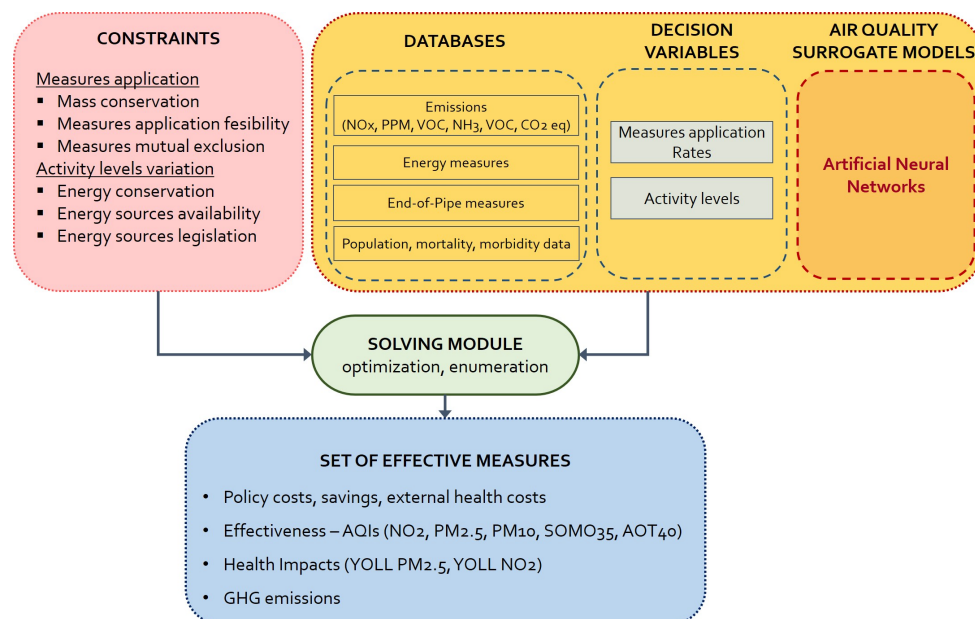 CONSTRAINTS
Measures application
▪ Mass conservation
▪ Measures application fesibility
▪ Measures mutual exclusion
Activity levels variation
▪ Energy conservation
▪ Energy sources availability
▪ Energy sources legislation
DATABASES
Emissions
(NOx, PPM, VOC, NH3, VOC, CO2 eq)
Energy measures
End-of-Pipe measures
Population, mortality, morbidity data
DECISION
VARIABLES
Measures application
Rates
Activity levels
AIR QUALITY
SURROGATE MODELS
Artificial Neural
Networks
SOLVING MODULE
optimization, enumeration
SET OF EFFECTIVE MEASURES
• Policy costs, savings, external health costs
• Effectiveness – AQIs (NO2, PM2.5, PM10, SOMO35, AOT40)
• Health Impacts (YOLL PM2.5, YOLL NO2)
• GHG emissions